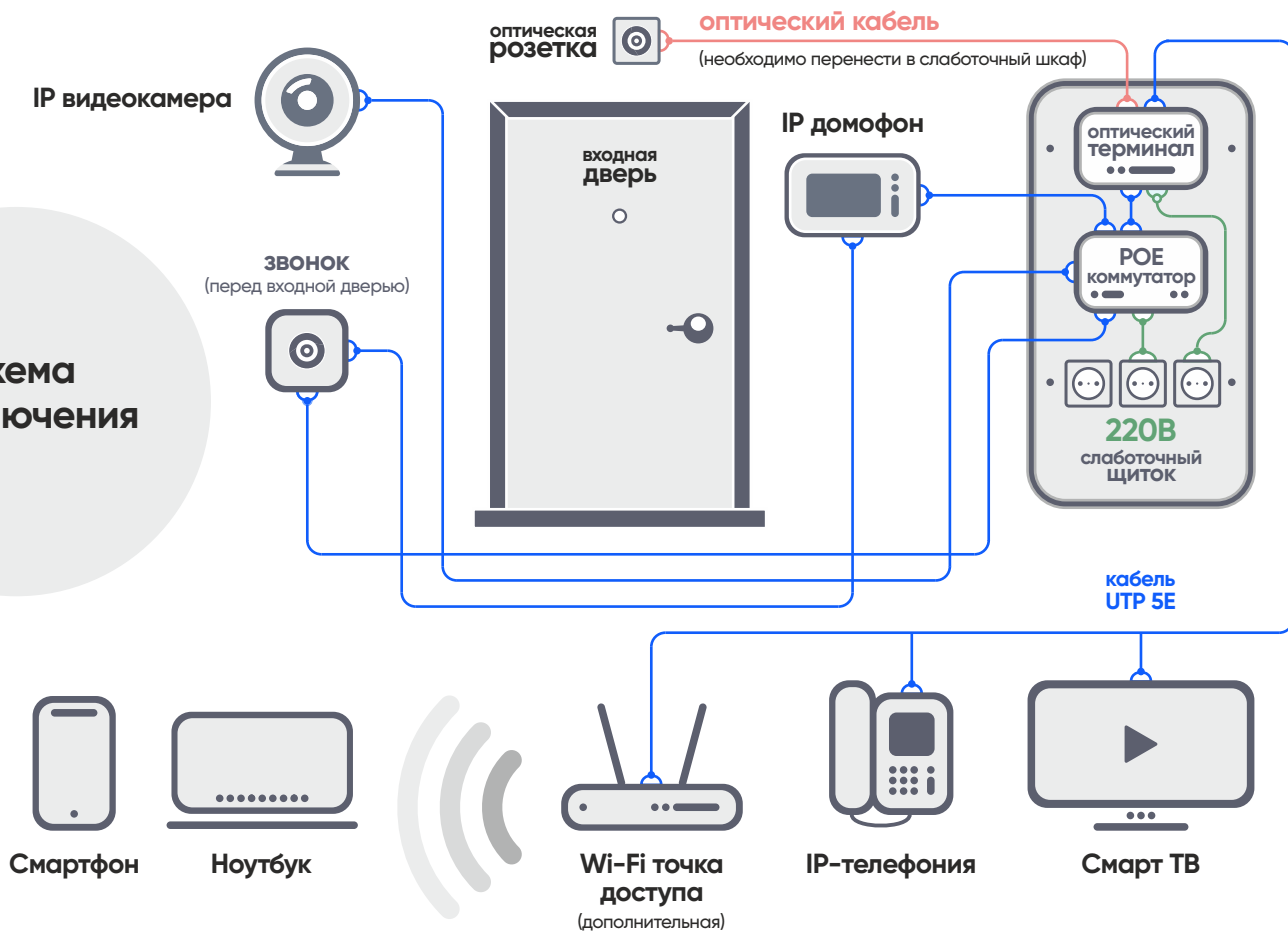 оптическая
розетка
оптический кабель
(необходимо перенести в слаботочный шкаф)
IP видеокамера
IP домофон
оптический
терминал
входная
дверь
звонок
(перед входной дверью)
POE
коммутатор
хема
лючения
220В
слаботочный
щиток
кабель
UTP 5E
Смартфон
Ноутбук
Wi-Fi точка
доступа
(дополнительная)
IP-телефония
Смарт ТВ